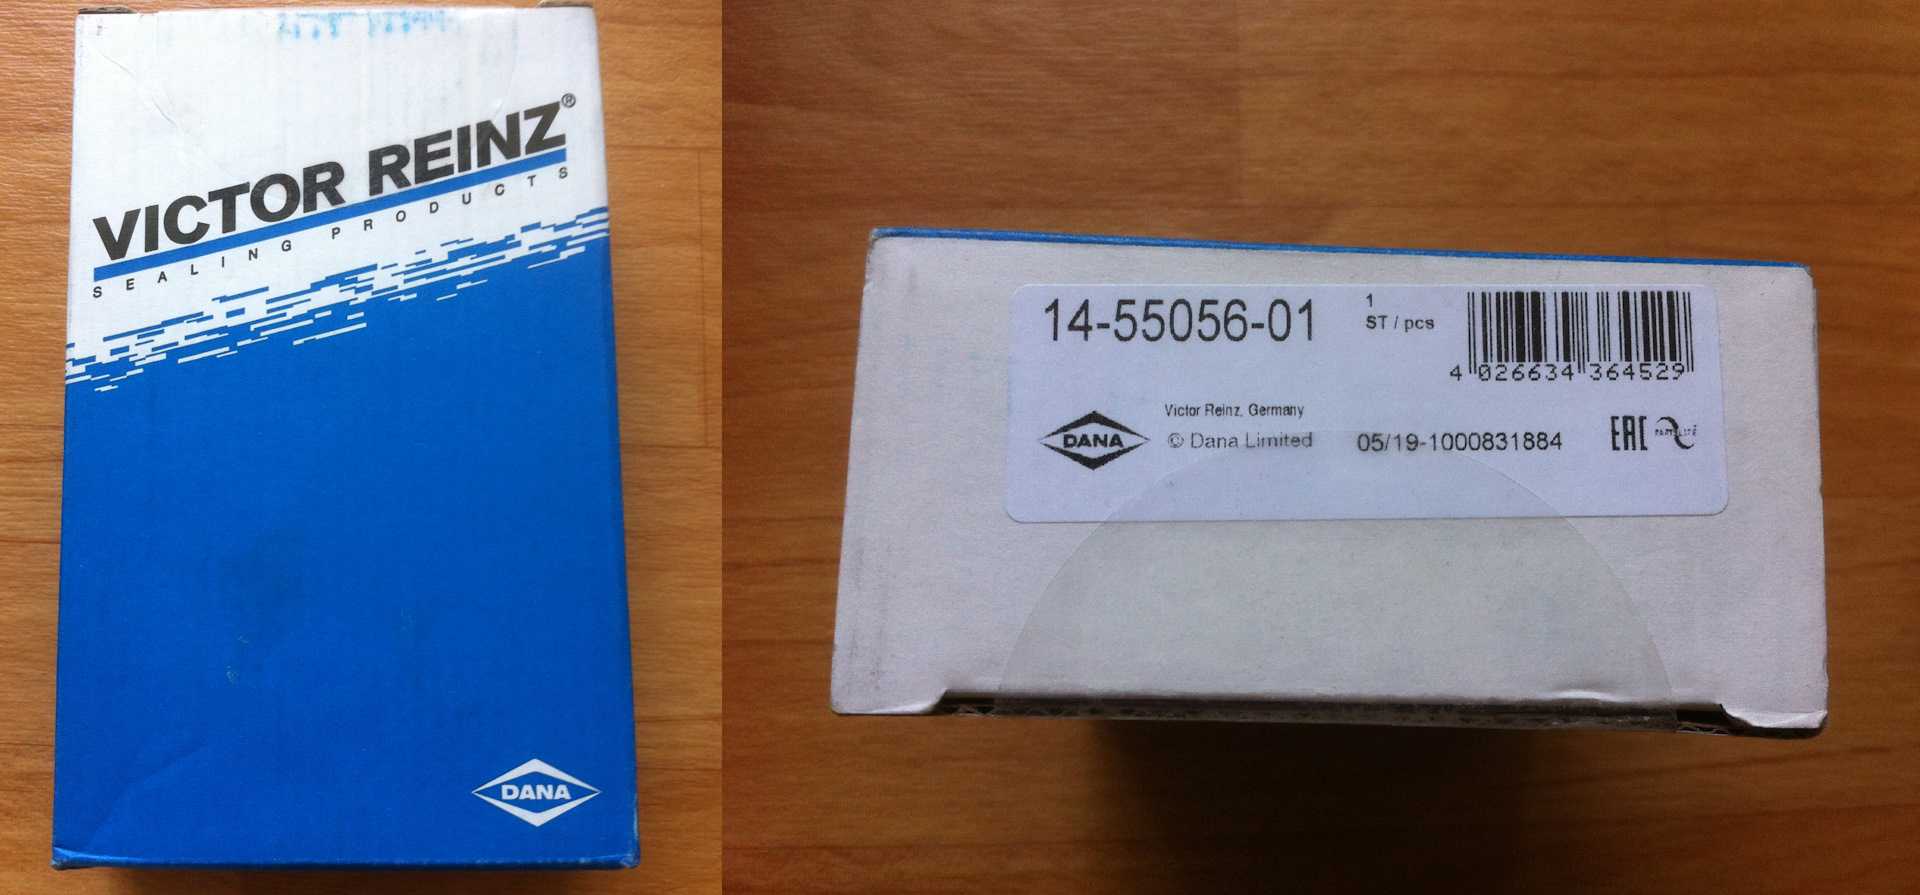 VICTOR REINZ®
SEALING PRODUCTS
DANA
14-55056-01
1
ST / pcs
4 026634 364529
Victor Reinz, Germany
DANA
© Dana Limited
05/19-1000831884
EAC